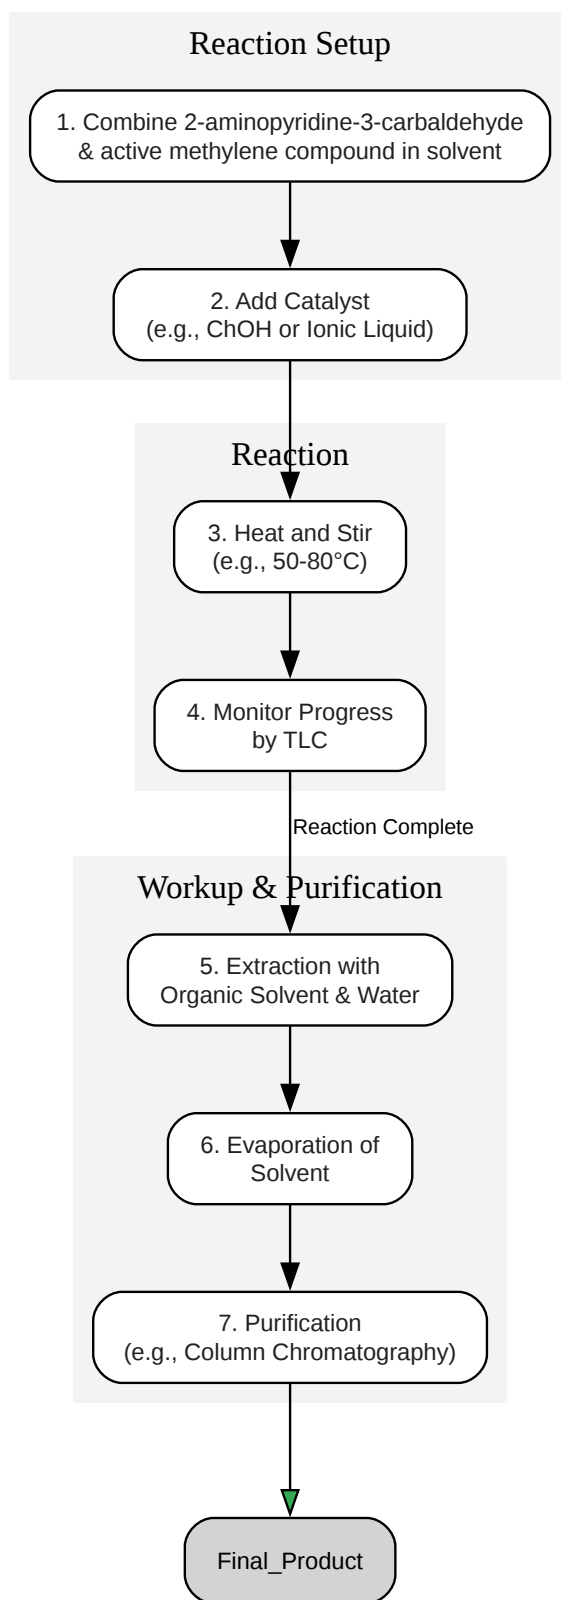 Reaction Setup
1. Combine 2-aminopyridine-3-carbaldehyde
& active methylene compound in solvent
2. Add Catalyst
(e.g., ChOH or Ionic Liquid)
Reaction
3. Heat and Stir
(e.g., 50-80°C)
4. Monitor Progress
by TLC
Reaction Complete
Workup & Purification
5. Extraction with
Organic Solvent & Water
6. Evaporation of
Solvent
7. Purification
(e.g., Column Chromatography)
Final_Product